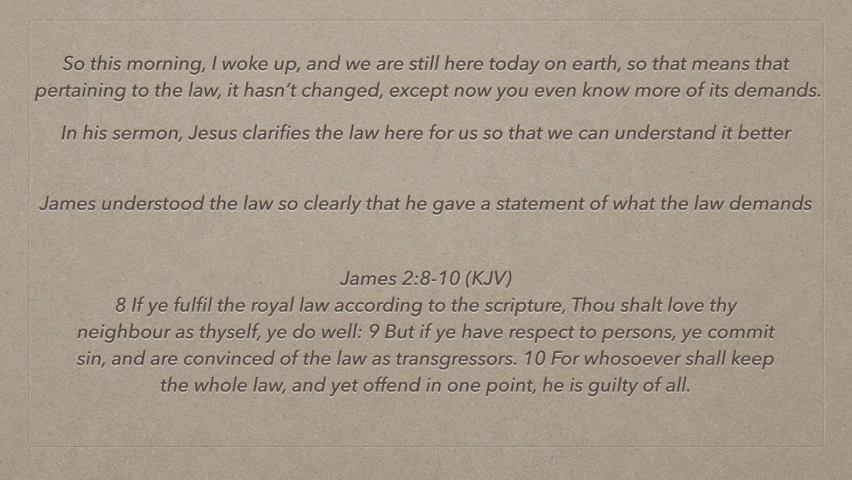 So this morning, I woke up, and we are still here today on earth, so that means that
pertaining to the law, it hasn't changed, except now you even know more of its demands.
In his sermon, Jesus clarifies the law here for us so that we can understand it better
James understood the law so clearly that he gave a statement of what the law demands
James 2:8-10 (KJV)
8 If ye fulfil the royal law according to the scripture, Thou shalt love thy
neighbour as thyself, ye do well: 9 But if ye have respect to persons, ye commit
sin, and are convinced of the law as transgressors. 10 For whosoever shall keep
the whole law, and yet offend in one point, he is guilty of all.